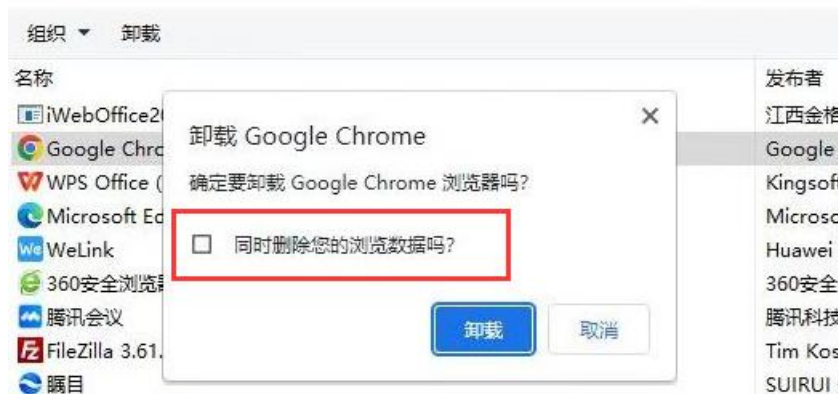 组织 卸载
名称 发布者
iWebOffice20 江西金格
Google Chro Google
WPS Office ( Kingsoft
Microsoft Ed Microso
WeLink Huawei
360安全浏览器 360安全
腾讯会议 腾讯科技
FileZilla 3.61. Tim Kos
瞩目 SUIRUI
卸载 Google Chrome
确定要卸载 Google Chrome 浏览器吗?
同时删除您的浏览数据吗?
卸载 取消